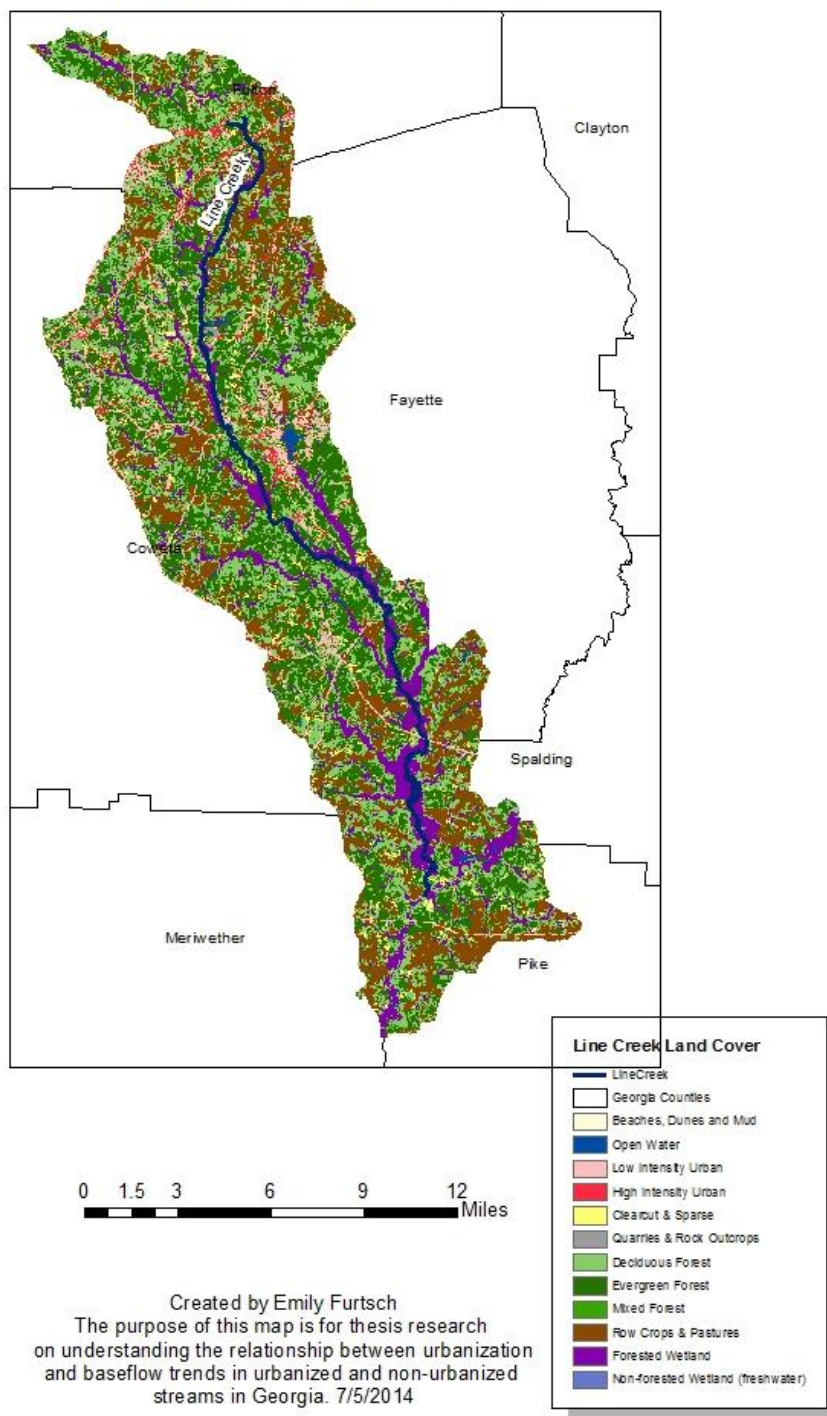 Fulton
Clayton
Line Creek
Fayette
Coweta
Spalding
Meriwether
Pike
Line Creek Land Cover
LineCreek
Georgia Counties
Beaches, Dunes and Mud
Open Water
Low Intensity Urban
High Intensity Urban
Clearcut & Sparse
Quarries & Rock Outcrops
Deciduous Forest
Evergreen Forest
Mixed Forest
Row Crops & Pastures
Forested Wetland
Non-forested Wetland (freshwater)
0 1.5 3 6 9 12
Miles
Created by Emily Furtsch
The purpose of this map is for thesis research
on understanding the relationship between urbanization
and baseflow trends in urbanized and non-urbanized
streams in Georgia. 7/5/2014